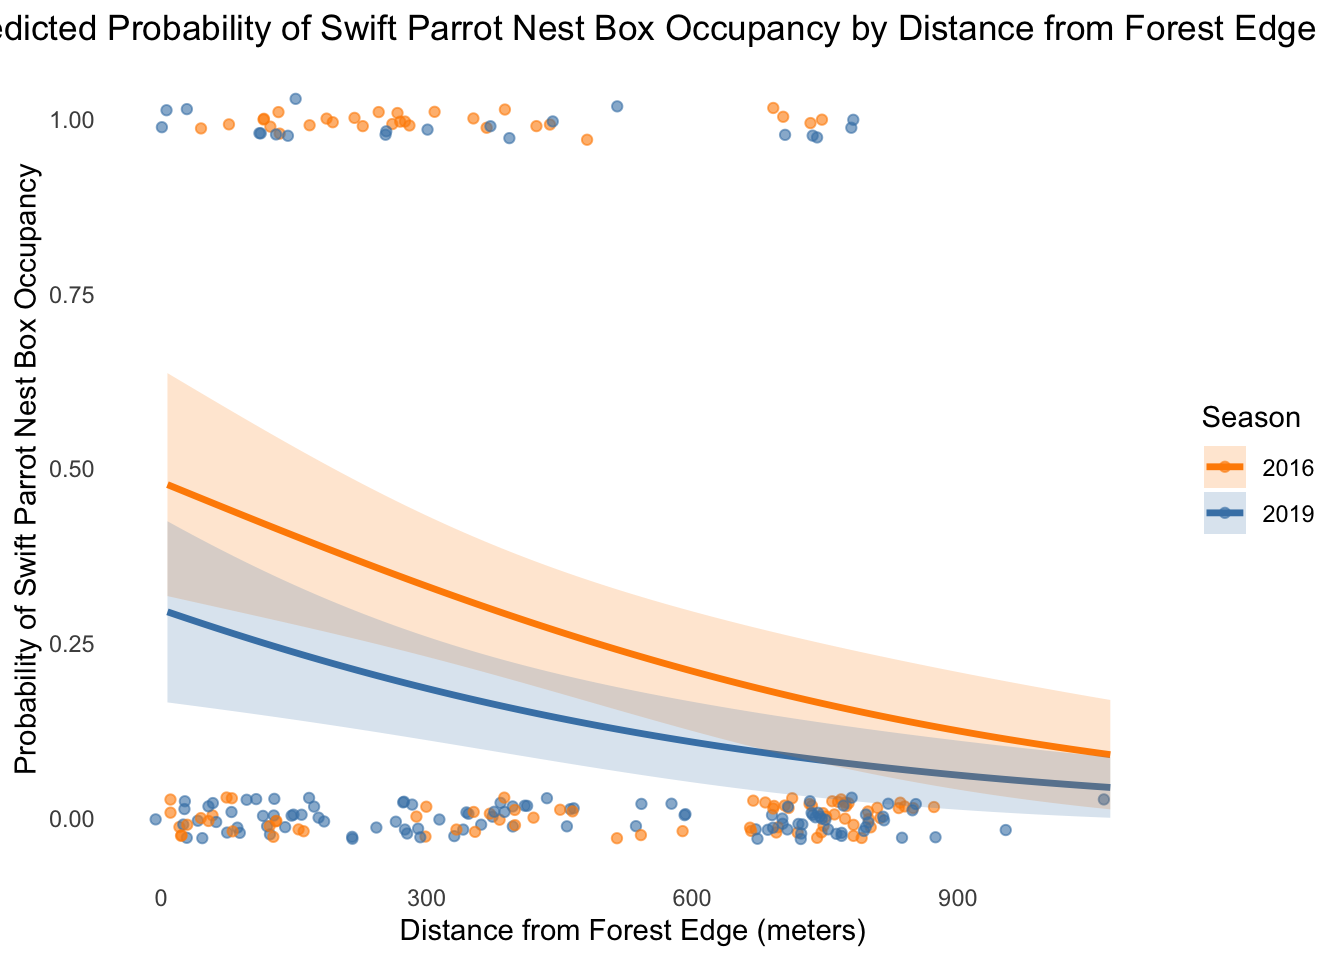 edicted Probability of Swift Parrot Nest Box Occupancy by Distance from Forest Edge
Probability of Swift Parrot Nest Box Occupancy
1.00
0.75
0.50
0.25
0.00
0
300
600
900
Distance from Forest Edge (meters)
Season
2016
2019